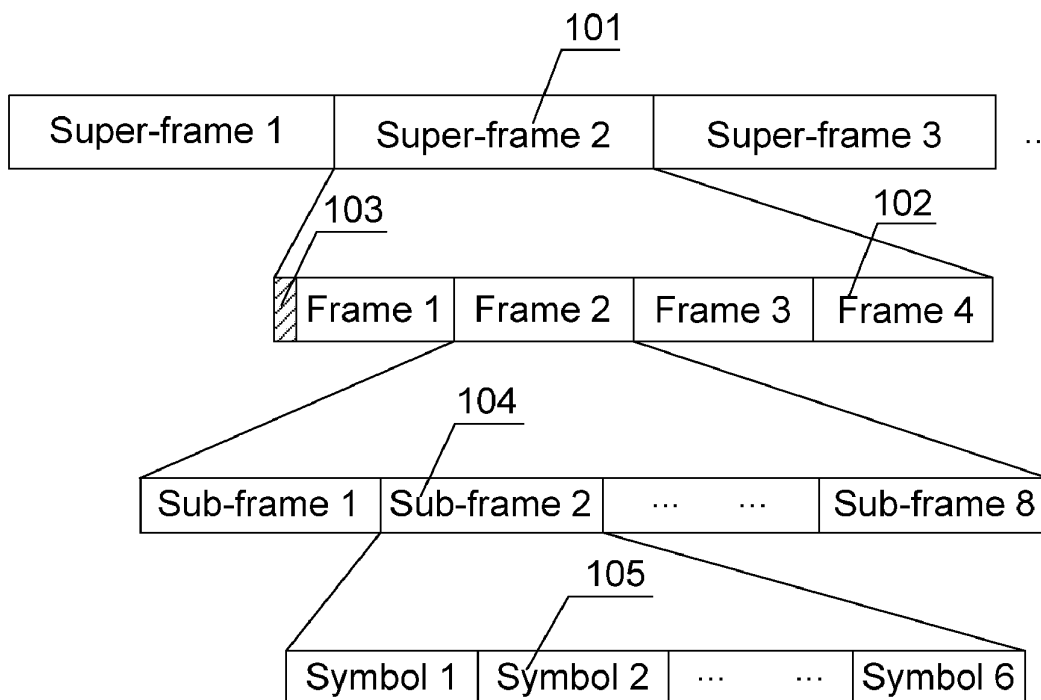 101
Super-frame 1 Super-frame 2 Super-frame 3 ...
103 102
Frame 1 Frame 2 Frame 3 Frame 4
104
Sub-frame 1 Sub-frame 2 ... ... Sub-frame 8
105
Symbol 1 Symbol 2 ... ... Symbol 6